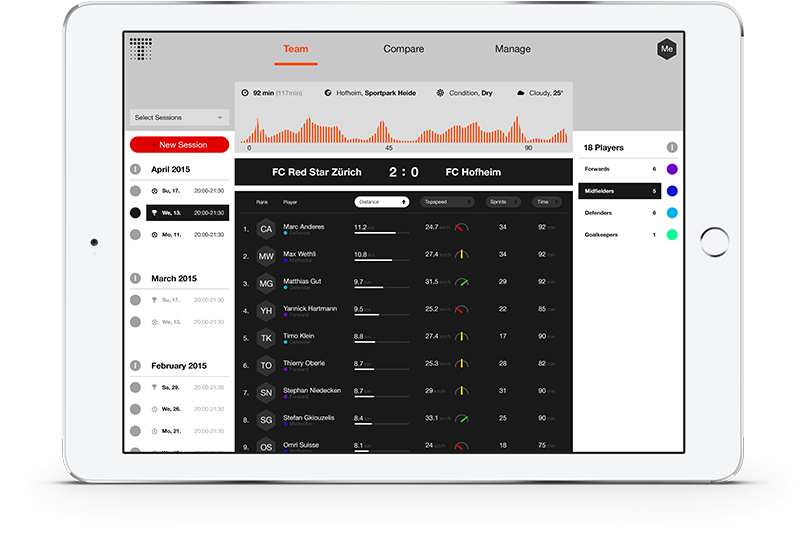 Team Compare Manage Me
92 min (117min) Hofheim, Sportpark Heide Condition, Dry Cloudy, 25°
Select Sessions
+ New Session
April 2015
Su, 17. 20:00-21:30
We, 13. 20:00-21:30
Mo, 11. 20:00-21:30
March 2015
Su, 17. 20:00-21:30
We, 13. 20:00-21:30
February 2015
Sa, 29. 20:00-21:30
We, 26. 20:00-21:30
Mo, 21. 20:00-21:30
0 45 90
FC Red Star Zürich 2 : 0 FC Hofheim
Rank Player Distance Topspeed Sprints Time
1. CA Marc Anderes 11.2 km 24.7 km/h 34 92 min
Defender
2. MW Max Wethli 10.8 km 27.4 km/h 34 92 min
Midfielder
3. MG Matthias Gut 9.7 km 31.5 km/h 29 92 min
Defender
4. YH Yannick Hartmann 9.5 km 25.2 km/h 22 85 min
Forward
5. TK Timo Klein 8.8 km 27.4 km/h 17 90 min
Defender
6. TO Thierry Oberle 8.7 km 25.3 km/h 28 82 min
Forward
7. SN Stephan Niedecken 8.7 km 29 km/h 31 90 min
Forward
8. SG Stefan Gkiouzelis 8.4 km 33.1 km/h 25 90 min
Midfielder
9. OS Omri Suisse 8.1 km 24 km/h 18 75 min
18 Players
Forwards 6
Midfielders 5
Defenders 6
Goalkeepers 1